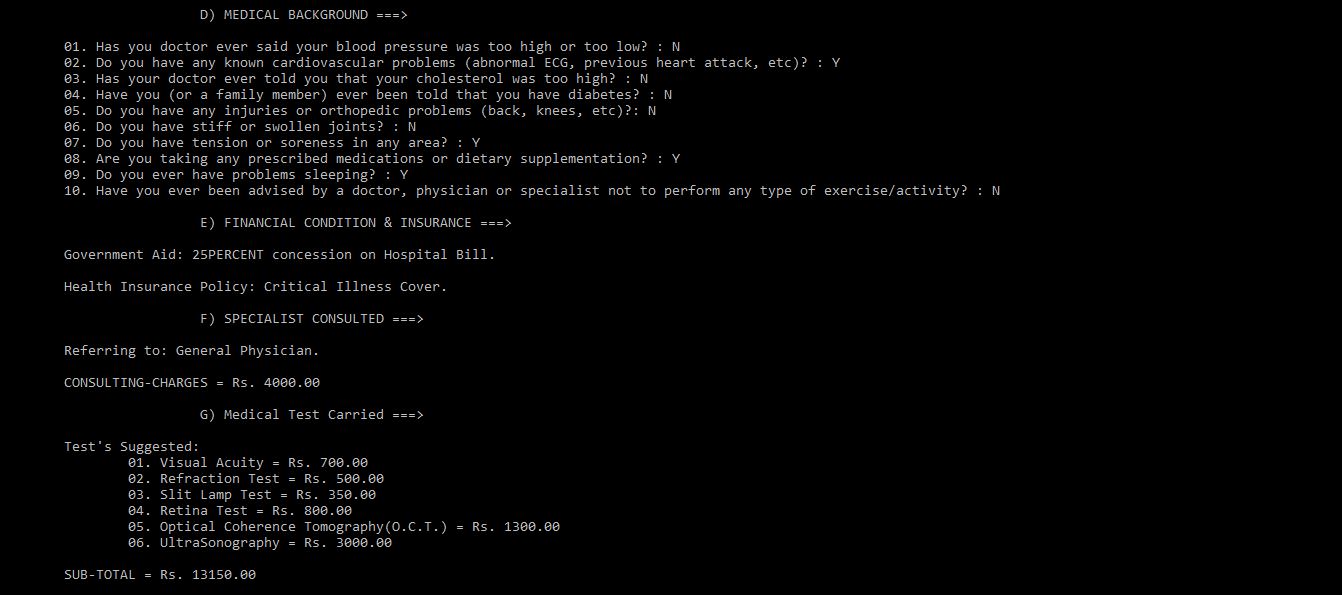 D) MEDICAL BACKGROUND ===>
01. Has you doctor ever said your blood pressure was too high or too low? : N
02. Do you have any known cardiovascular problems (abnormal ECG, previous heart attack, etc)? : Y
03. Has your doctor ever told you that your cholesterol was too high? : N
04. Have you (or a family member) ever been told that you have diabetes? : N
05. Do you have any injuries or orthopedic problems (back, knees, etc)?: N
06. Do you have stiff or swollen joints? : N
07. Do you have tension or soreness in any area? : Y
08. Are you taking any prescribed medications or dietary supplementation? : Y
09. Do you ever have problems sleeping? : Y
10. Have you ever been advised by a doctor, physician or specialist not to perform any type of exercise/activity? : N
E) FINANCIAL CONDITION & INSURANCE ===>
Government Aid: 25PERCENT concession on Hospital Bill.
Health Insurance Policy: Critical Illness Cover.
F) SPECIALIST CONSULTED ===>
Referring to: General Physician.
CONSULTING-CHARGES = Rs. 4000.00
G) Medical Test Carried ===>
Test's Suggested:
01. Visual Acuity = Rs. 700.00
02. Refraction Test = Rs. 500.00
03. Slit Lamp Test = Rs. 350.00
04. Retina Test = Rs. 800.00
05. Optical Coherence Tomography(O.C.T.) = Rs. 1300.00
06. UltraSonography = Rs. 3000.00
SUB-TOTAL = Rs. 13150.00